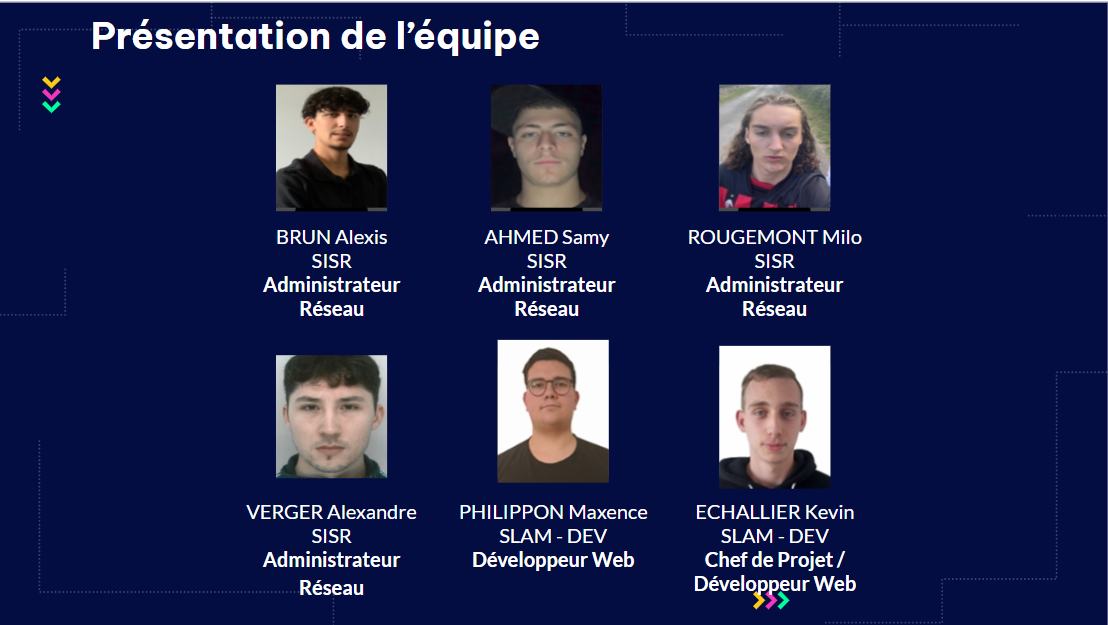 Présentation de l’équipe
BRUN Alexis
SISR
Administrateur
Réseau
AHMED Samy
SISR
Administrateur
Réseau
ROUGEMONT Milo
SISR
Administrateur
Réseau
VERGER Alexandre
SISR
Administrateur
Réseau
PHILIPPON Maxence
SLAM - DEV
Développeur Web
ECHALLIER Kevin
SLAM - DEV
Chef de Projet /
Développeur Web